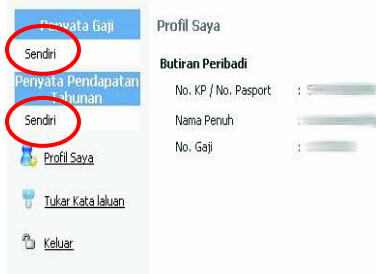 Penyata Gaji
Sendiri
Penyata Pendapatan
Tahunan
Sendiri
Profil Saya
Tukar Kata laluan
Keluar
Profil Saya
Butiran Peribadi
No. KP / No. Pasport :
Nama Penuh :
No. Gaji :